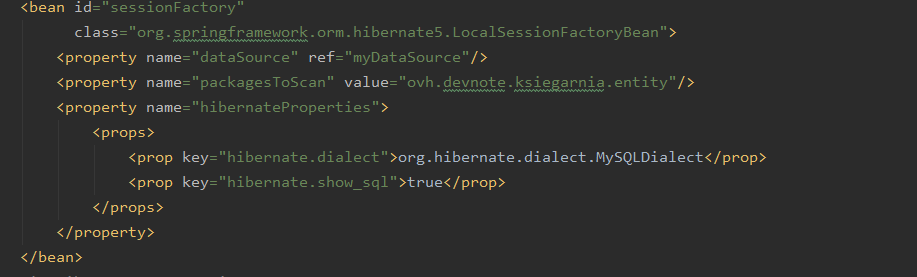 <bean id="sessionFactory"
class="org.springframework.orm.hibernate5.LocalSessionFactoryBean">
<property name="dataSource" ref="myDataSource"/>
<property name="packagesToScan" value="ovh.devnote.ksiegarnia.entity"/>
<property name="hibernateProperties">
<props>
<prop key="hibernate.dialect">org.hibernate.dialect.MySQLDialect</prop>
<prop key="hibernate.show_sql">true</prop>
</props>
</property>
</bean>